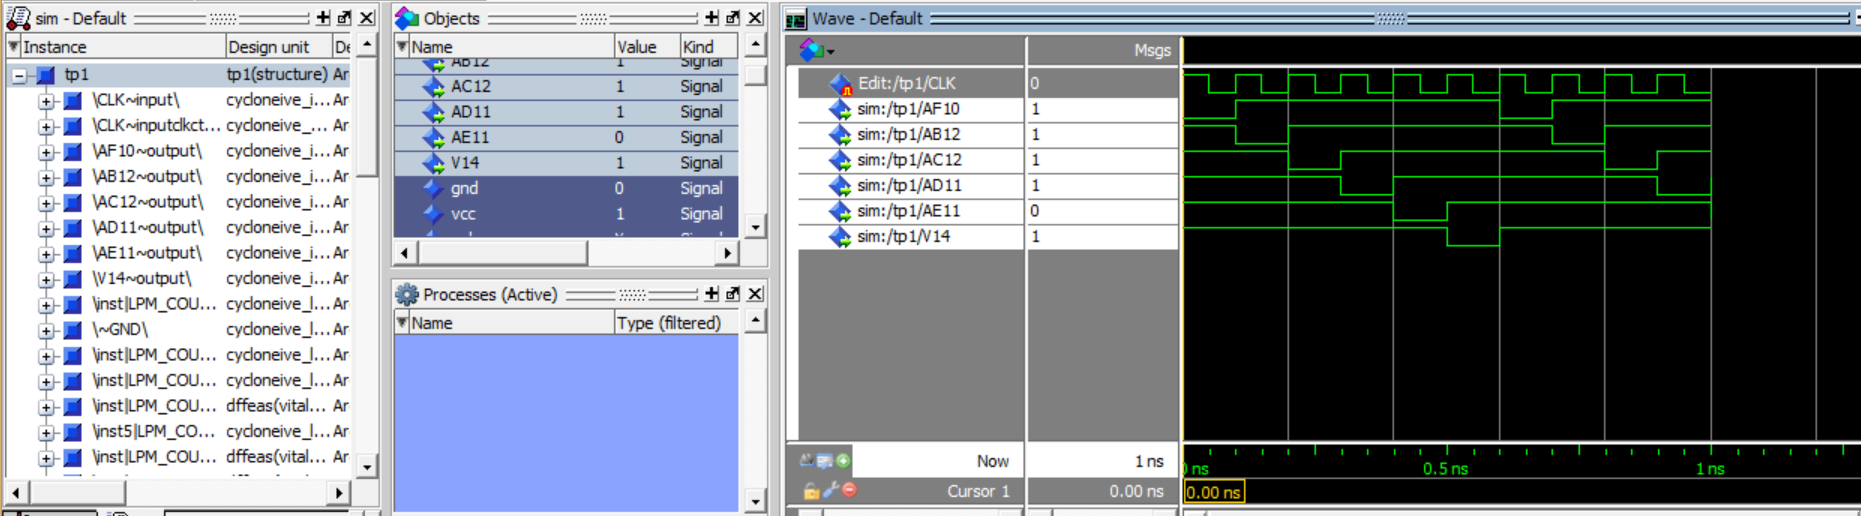 sim - Default
Instance
Design unit
De
tp1
tp1(structure) Ar
\CLK~input\
cycloneive_i... Ar
\CLK~inputclkct...
cycloneive_... Ar
\AF10~output\
cycloneive_i... Ar
\AB12~output\
cycloneive_i... Ar
\AC12~output\
cycloneive_i... Ar
\AD11~output\
cycloneive_i... Ar
\AE11~output\
cycloneive_i... Ar
\V14~output\
cycloneive_i... Ar
\inst|LPM_COU...
cycloneive_l... Ar
\~GND\
cycloneive_l... Ar
\inst|LPM_COU...
cycloneive_l... Ar
\inst|LPM_COU...
cycloneive_l... Ar
\inst|LPM_COU...
dffeas(vital... Ar
\inst5|LPM_CO...
cycloneive_l... Ar
\inst|LPM_COU...
dffeas(vital... Ar
Objects
Name
Value
Kind
AB12 1 Signal
AC12 1 Signal
AD11 1 Signal
AE11 0 Signal
V14 1 Signal
gnd 0 Signal
vcc 1 Signal
Processes (Active)
Name
Type (filtered)
Wave - Default
Msgs
Edit:/tp1/CLK 0
sim:/tp1/AF10 1
sim:/tp1/AB12 1
sim:/tp1/AC12 1
sim:/tp1/AD11 1
sim:/tp1/AE11 0
sim:/tp1/V14 1
Now 1 ns
ns 0.5 ns 1 ns
Cursor 1 0.00 ns
0.00 ns